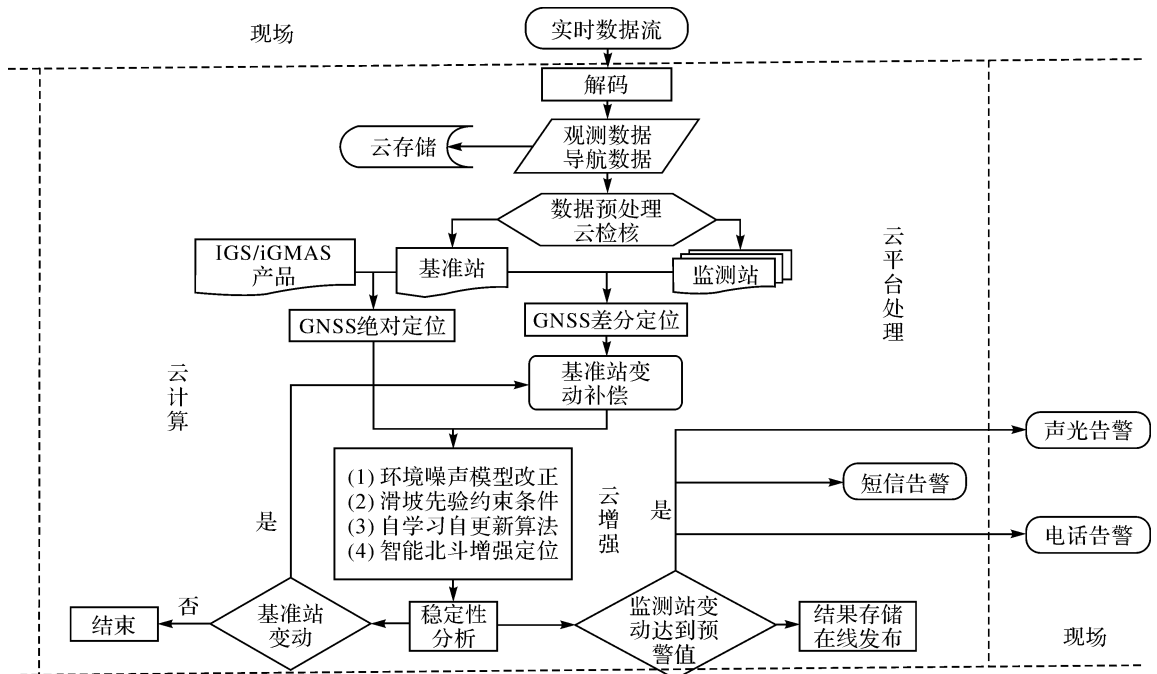 现场
实时数据流
解码
观测数据
导航数据
云存储
数据预处理
云检核
IGS/iGMAS
产品
基准站
监测站
云平台处理
GNSS绝对定位
GNSS差分定位
云计算
基准站变
动补偿
声光告警
(1) 环境噪声模型改正
(2) 滑坡先验约束条件
(3) 自学习自更新算法
(4) 智能北斗增强定位
云增强
是
是
短信告警
电话告警
否
结束
基准站
变动
稳定性
分析
监测站变
动达到预
警值
结果存储
在线发布
现场